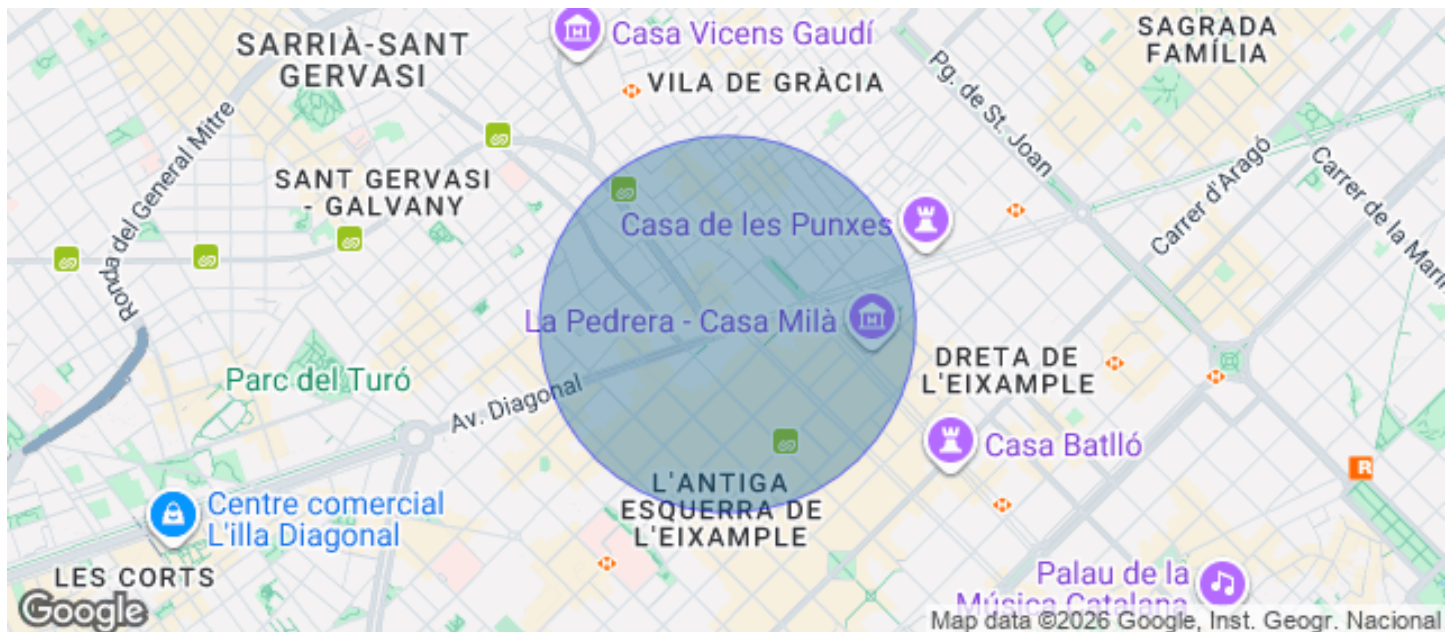 SAGRADA
FAMÍLIA
SARRIÀ-SANT
GERVASI
Casa Vicens Gaudí
VILA DE GRÀCIA
Pg. de St. Joan
Ronda del General Mitre
SANT GERVASI
- GALVANY
Carrer d'Aragó
Carrer de la Marin
Casa de les Punxes
La Pedrera - Casa Milà
DRETA DE
L'EIXAMPLE
Parc del Turó
Av. Diagonal
Casa Batlló
L'ANTIGA
ESQUERRA DE
L'EIXAMPLE
R
Centre comercial
L'illa Diagonal
LES CORTS
Palau de la
Música Catalana
Google
Map data ©2026 Google, Inst. Geogr. Nacional